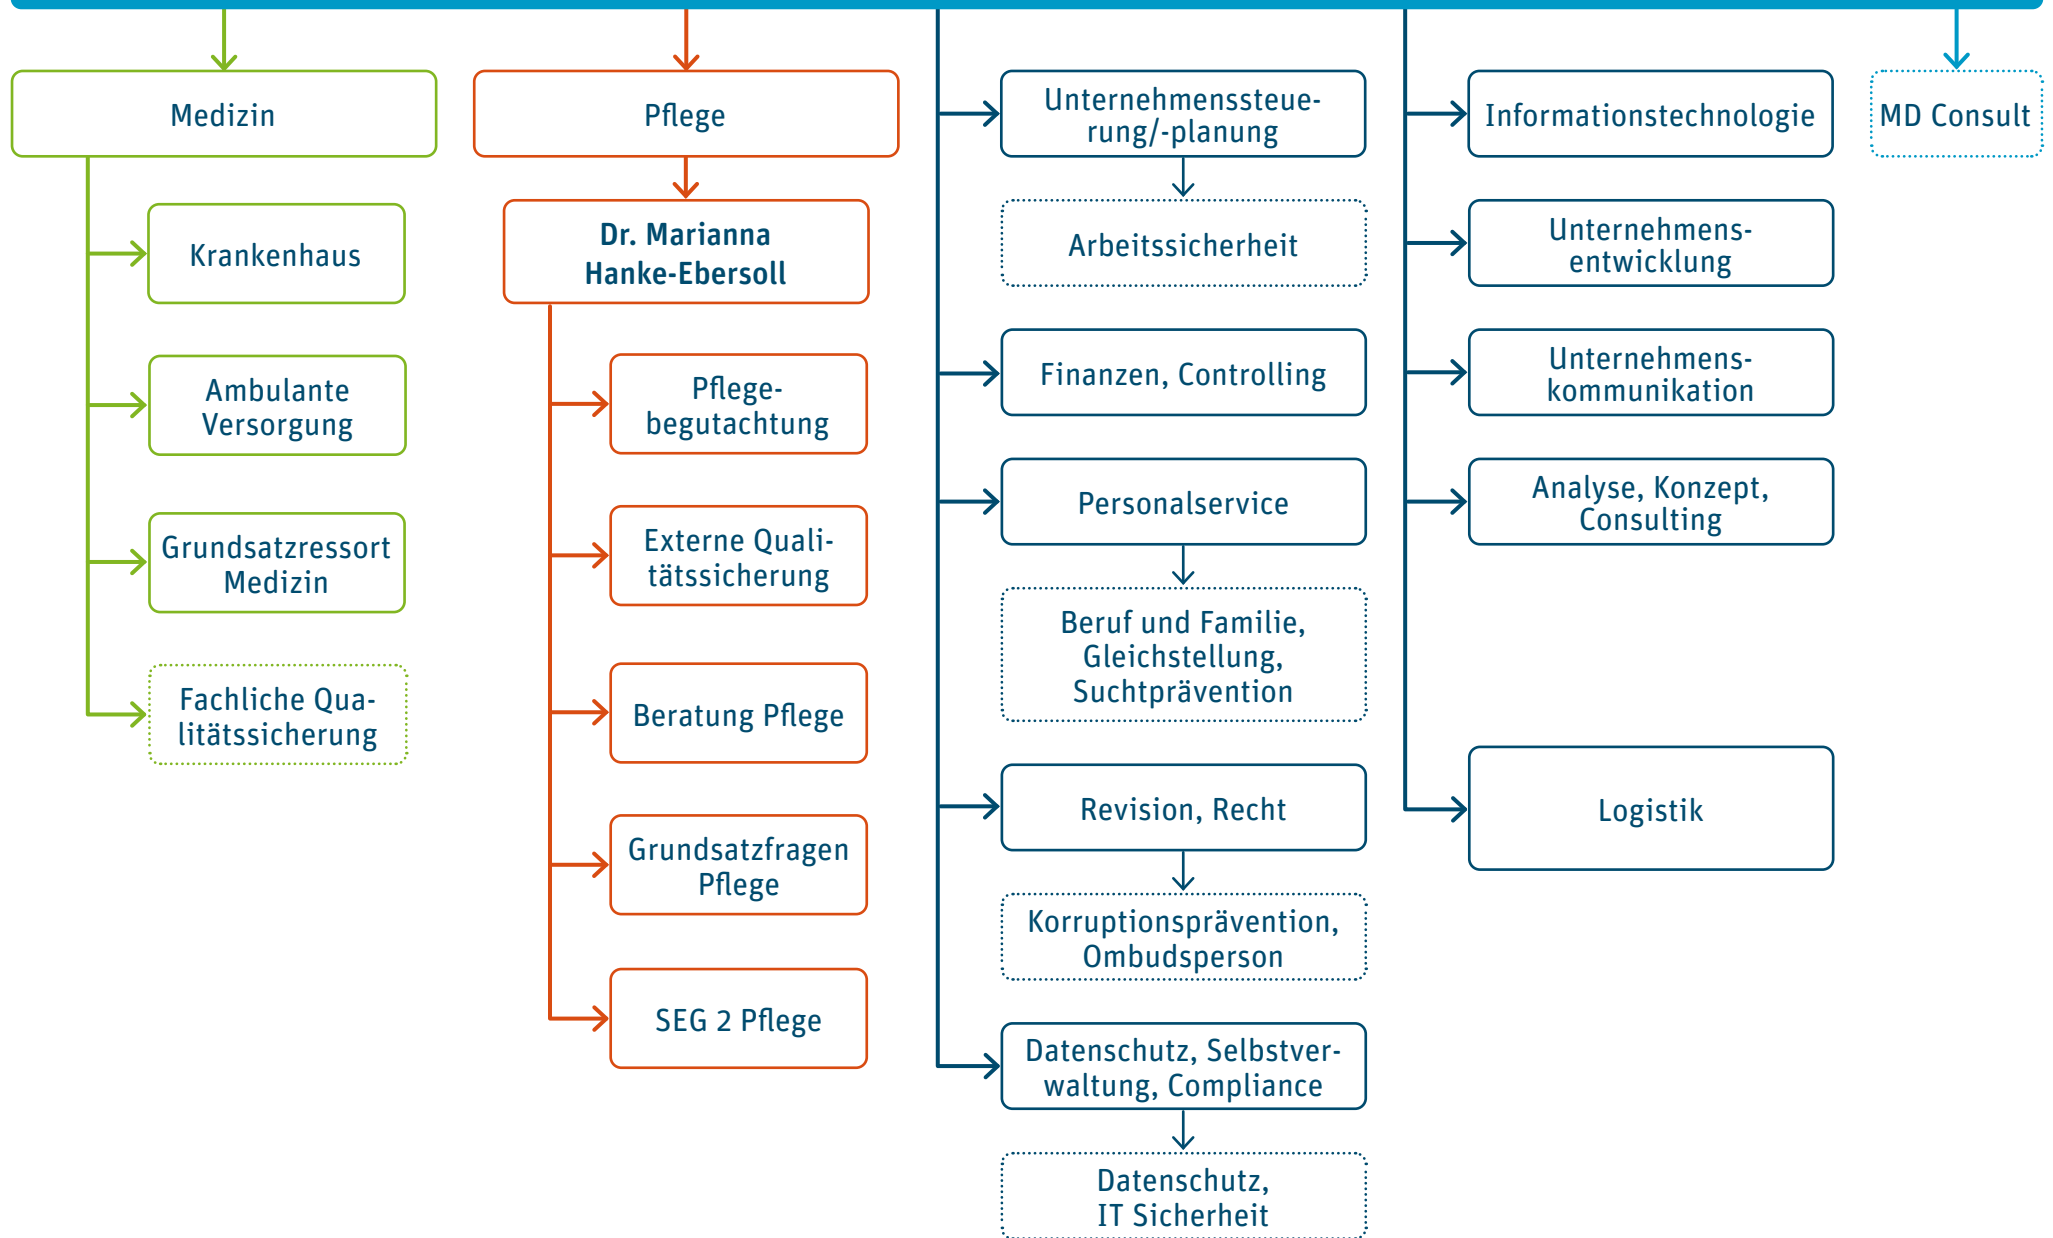 Medizin
Krankenhaus
Ambulante
Versorgung
Grundsatzressort
Medizin
Fachliche Qua-
litätssicherung
Pflege
Dr. Marianna
Hanke-Ebersoll
Pflege-
begutachtung
Externe Quali-
tätssicherung
Beratung Pflege
Grundsatzfragen
Pflege
SEG 2 Pflege
Unternehmenssteue-
rung/-planung
Arbeitssicherheit
Finanzen, Controlling
Personalservice
Beruf und Familie,
Gleichstellung,
Suchtprävention
Revision, Recht
Korruptionsprävention,
Ombudsperson
Datenschutz, Selbstver-
waltung, Compliance
Datenschutz,
IT Sicherheit
Informationstechnologie
Unternehmens-
entwicklung
Unternehmens-
kommunikation
Analyse, Konzept,
Consulting
Logistik
MD Consult